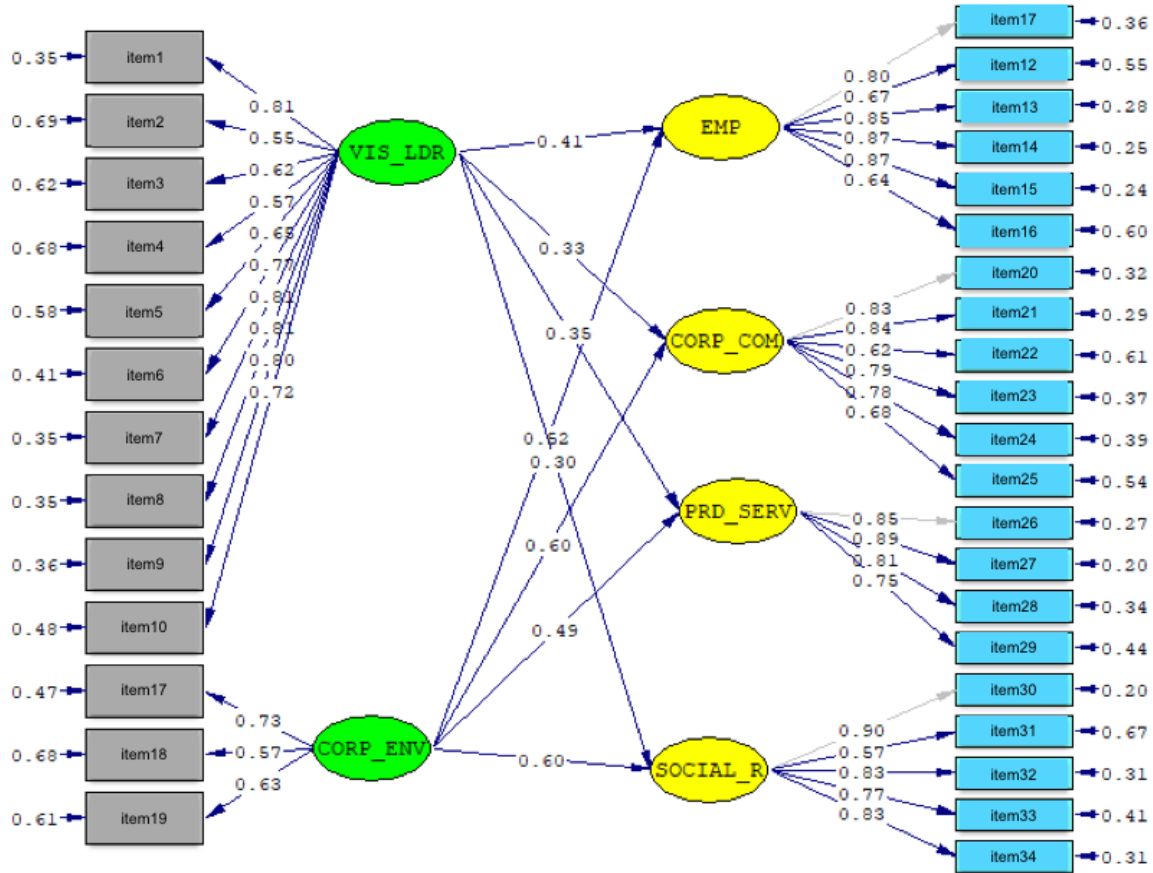 0.35 item1
0.69 item2
0.62 item3
0.68 item4
0.58 item5
0.41 item6
0.35 item7
0.35 item8
0.36 item9
0.48 item10
0.47 item17
0.68 item18
0.61 item19
0.81
0.55
0.62
0.57
0.65
0.77
0.81
0.81
0.80
0.72
0.73
0.57
0.63
VIS_LDR
CORP_ENV
0.41
0.33
0.35
0.52
0.30
0.60
0.49
0.60
EMP
CORP_COM
PRD_SERV
SOCIAL_R
0.80
0.67
0.85
0.87
0.87
0.64
0.83
0.84
0.62
0.79
0.78
0.68
0.85
0.89
0.81
0.75
0.90
0.57
0.83
0.77
0.83
item17 0.36
item12 0.55
item13 0.28
item14 0.25
item15 0.24
item16 0.60
item20 0.32
item21 0.29
item22 0.61
item23 0.37
item24 0.39
item25 0.54
item26 0.27
item27 0.20
item28 0.34
item29 0.44
item30 0.20
item31 0.67
item32 0.31
item33 0.41
item34 0.31